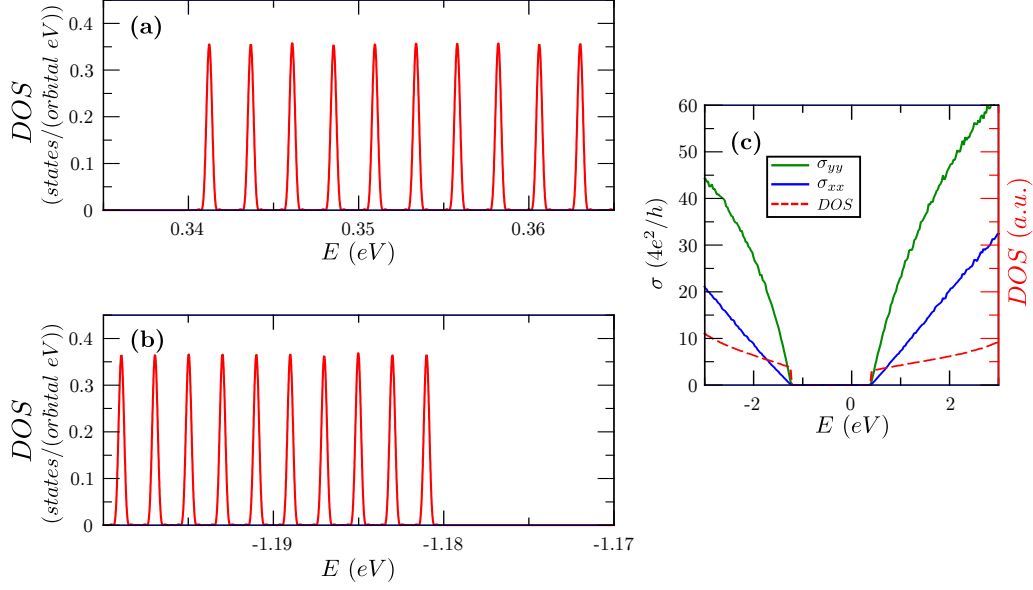 (a)
DOS
(states/(orbital eV))
0.4
0.3
0.2
0.1
0
0.34
0.35
0.36
E (eV)
(b)
DOS
(states/(orbital eV))
0.4
0.3
0.2
0.1
0
-1.19
-1.18
-1.17
E (eV)
(c)
σyy
σxx
DOS
σ (4e²/h)
60
50
40
30
20
10
0
-2
0
2
E (eV)
DOS (a.u.)